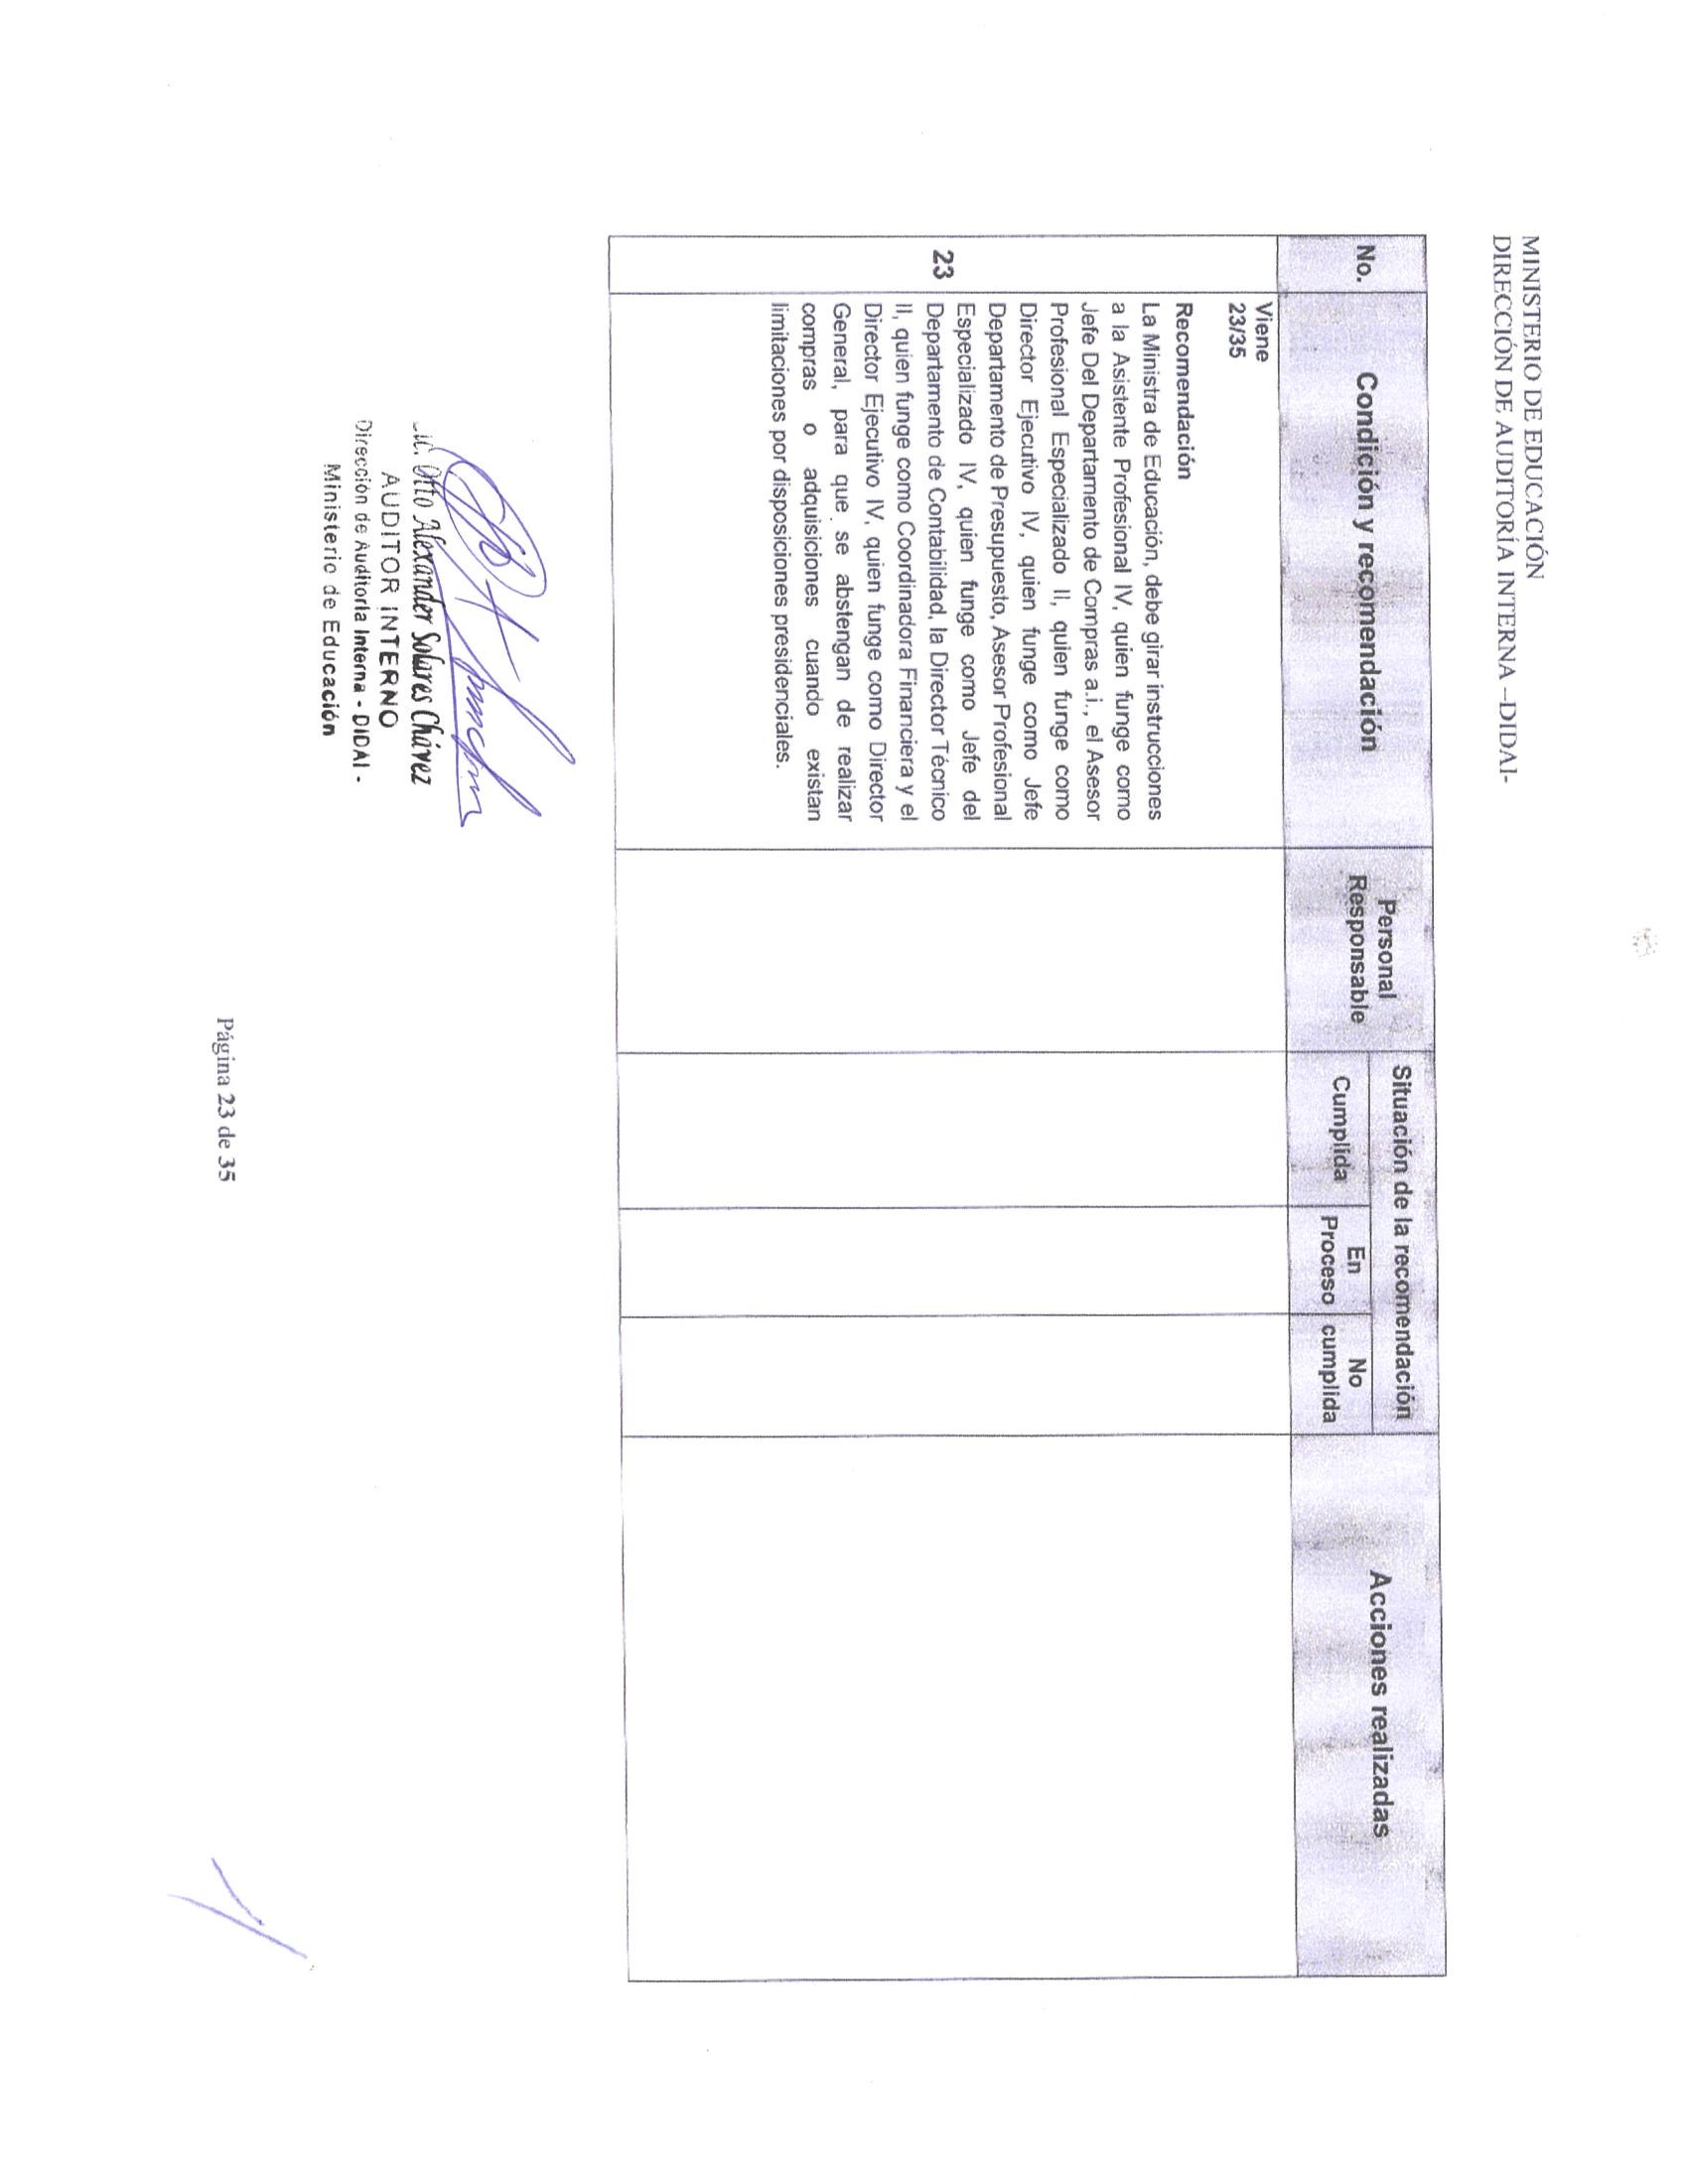 MINISTERIO DE EDUCACIÓN
DIRECCIÓN DE AUDITORÍA INTERNA –DIDAI-
No.
Condición y recomendación
Personal
Responsable
Situación de la recomendación
Cumplida
En
Proceso
No
cumplida
Acciones realizadas
Viene
23/35
23
Recomendación
La Ministra de Educación, debe girar instrucciones
a la Asistente Profesional IV, quien funge como
Jefe Del Departamento de Compras a.i., el Asesor
Profesional Especializado II, quien funge como
Director Ejecutivo IV, quien funge como Jefe
Departamento de Presupuesto, Asesor Profesional
Especializado IV, quien funge como Jefe del
Departamento de Contabilidad, la Director Técnico
II, quien funge como Coordinadora Financiera y el
Director Ejecutivo IV, quien funge como Director
General, para que se abstengan de realizar
compras o adquisiciones cuando existan
limitaciones por disposiciones presidenciales.
Otto Alexander Solares Chávez
AUDITOR INTERNO
Dirección de Auditoría Interna - DIDAI -
Ministerio de Educación
Página 23 de 35